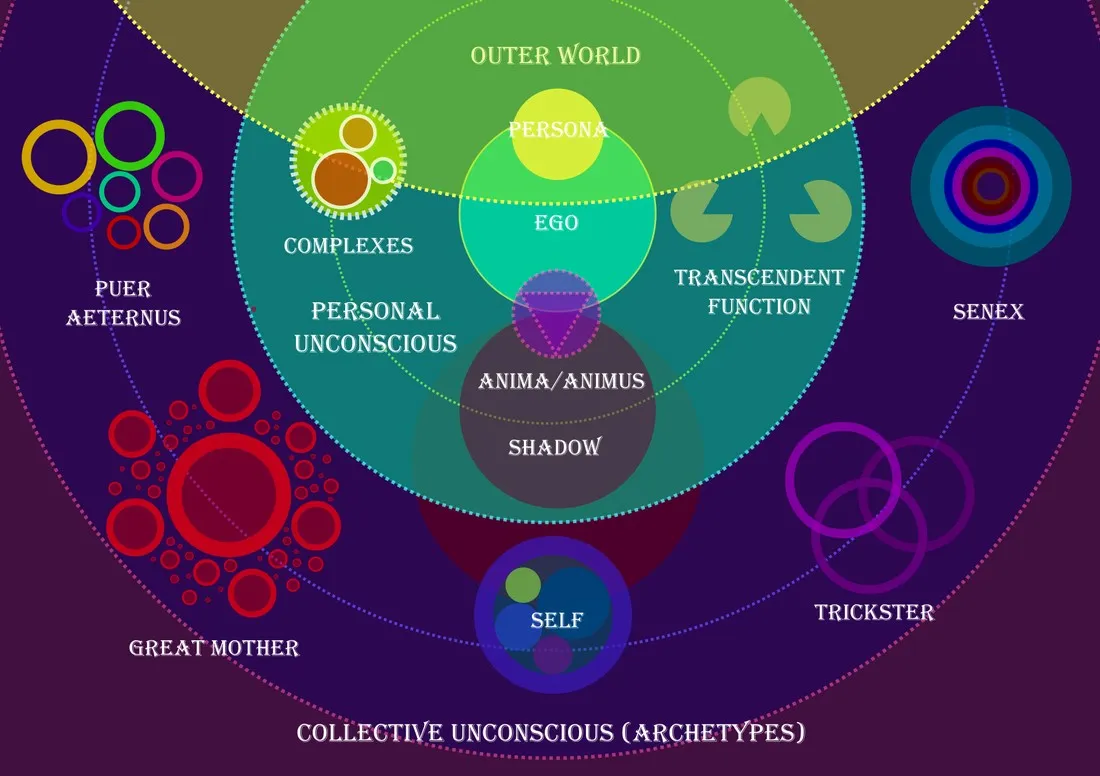 OUTER WORLD
PERSONA
EGO
COMPLEXES
PERSONAL
UNCONSCIOUS
TRANSCENDENT
FUNCTION
PUER
AETERNUS
SENEX
ANIMA/ANIMUS
SHADOW
GREAT MOTHER
SELF
TRICKSTER
COLLECTIVE UNCONSCIOUS (ARCHETYPES)